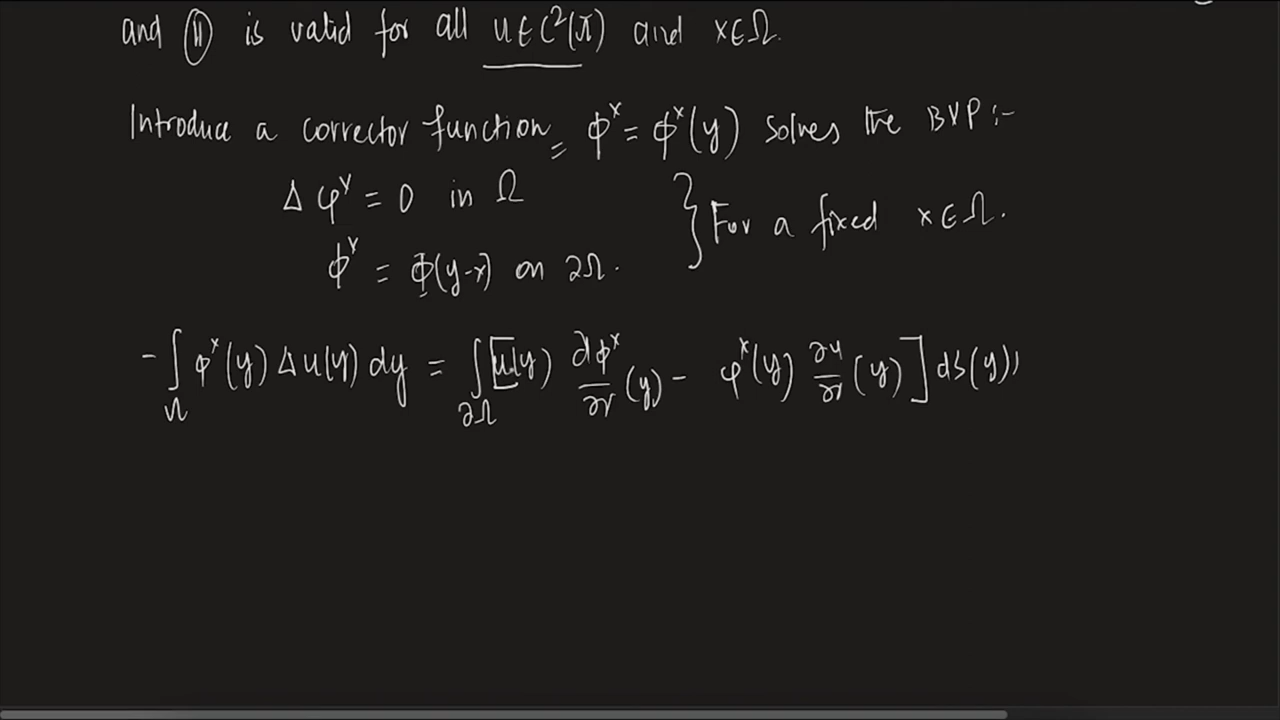 and ⑪ is valid for all u∈C²(Ω̄) and x∈Ω.
Introduce a corrector function, φˣ = φˣ(y) solves the BVP :-
Δφˣ = 0 in Ω
φˣ = Φ(y-x) on ∂Ω.
} For a fixed x∈Ω.
-∫_Ω φˣ(y) Δu(y) dy = ∫_∂Ω [u(y) ∂φˣ/∂ν (y) - φˣ(y) ∂u/∂ν (y)] dS(y)